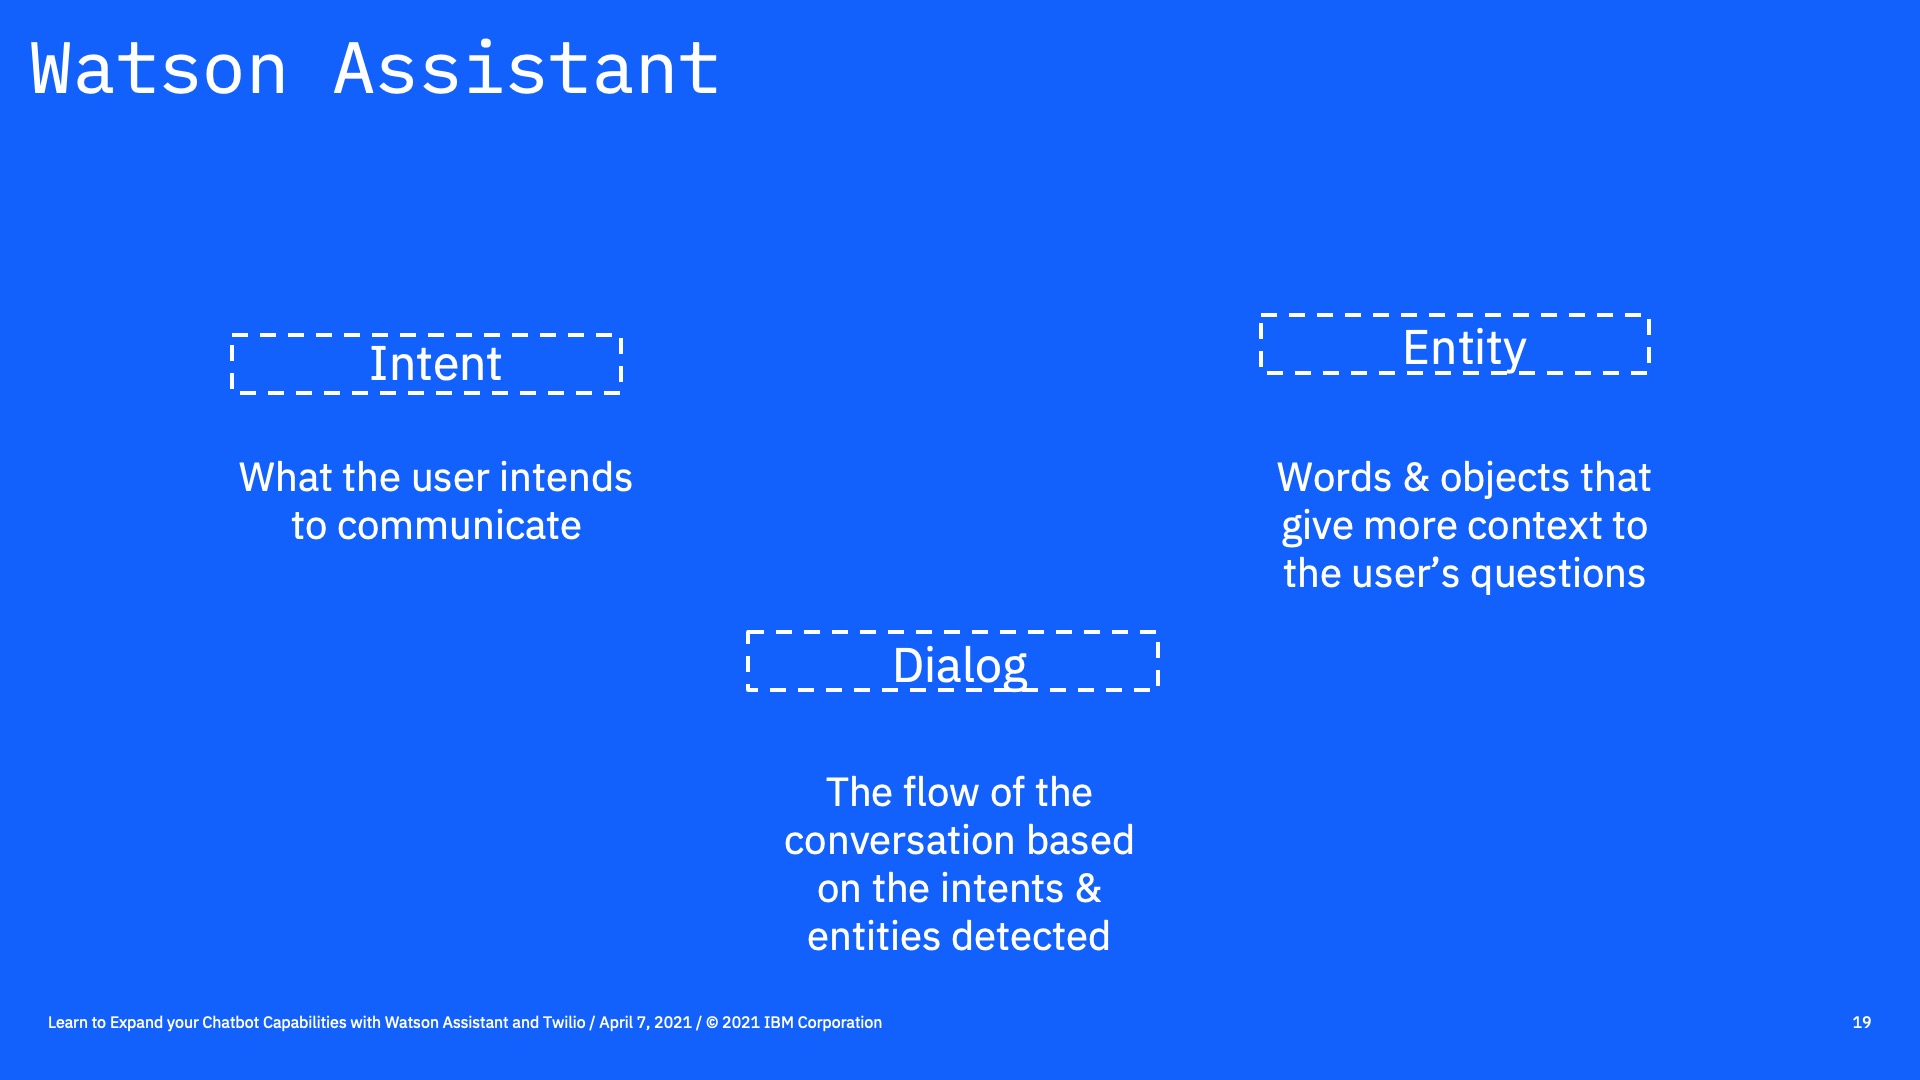 Watson Assistant
Intent
What the user intends
to communicate
Entity
Words & objects that
give more context to
the user’s questions
Dialog
The flow of the
conversation based
on the intents &
entities detected
Learn to Expand your Chatbot Capabilities with Watson Assistant and Twilio / April 7, 2021 / © 2021 IBM Corporation
19